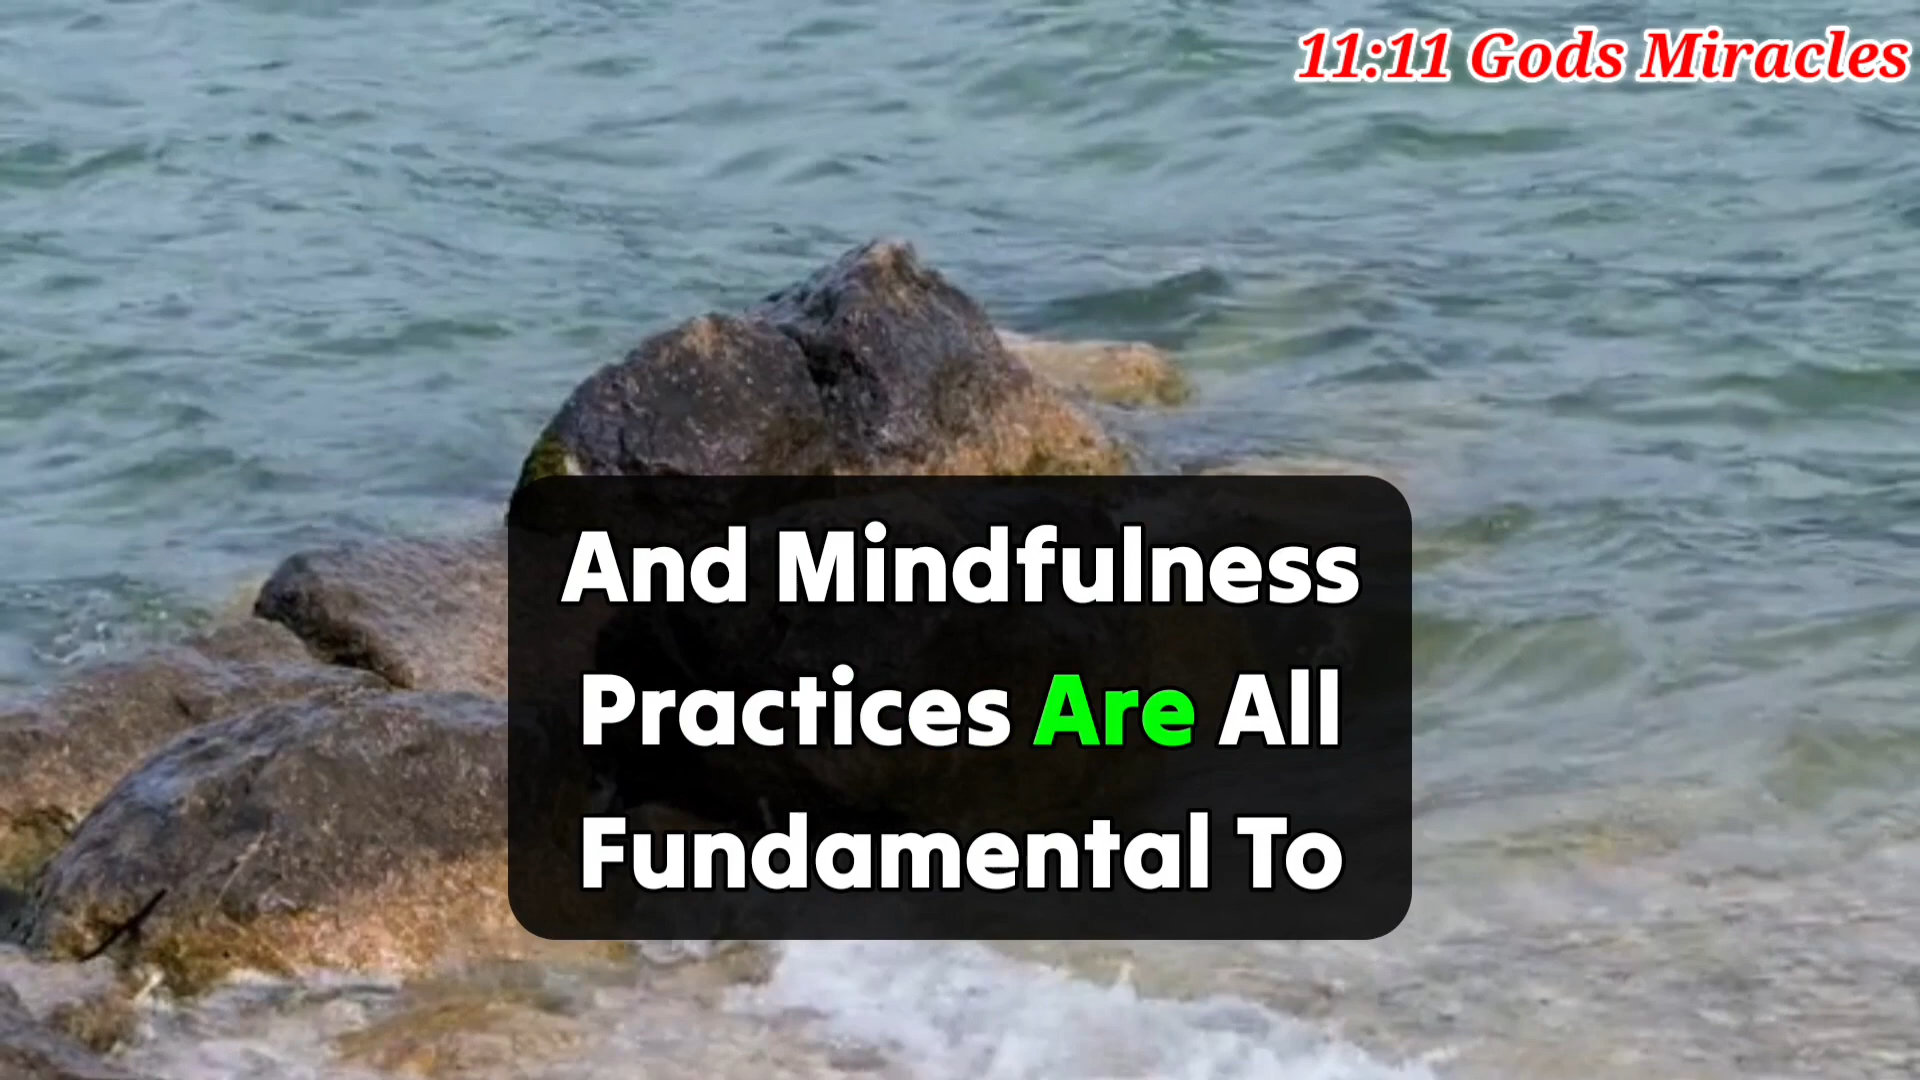 11:11 Gods Miracles
And Mindfulness
Practices Are All
Fundamental To